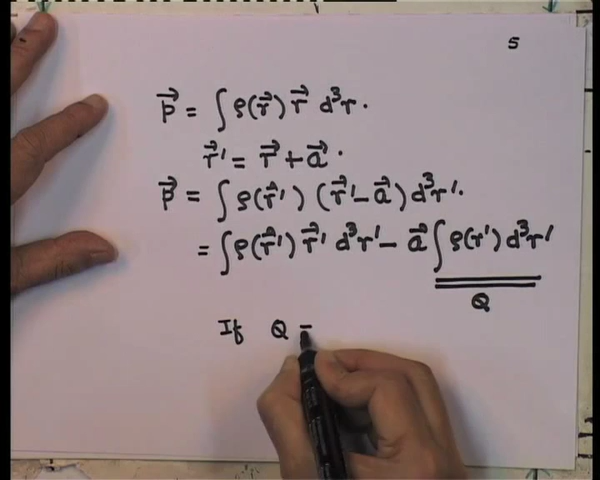 5
p⃗ = ∫ ρ(r⃗) r⃗ d³r.
r⃗' = r⃗ + a⃗.
p⃗ = ∫ ρ(r⃗') (r⃗' - a⃗) d³r'.
= ∫ ρ(r⃗') r⃗' d³r' - a⃗ ∫ ρ(r') d³r'
Q
If Q =